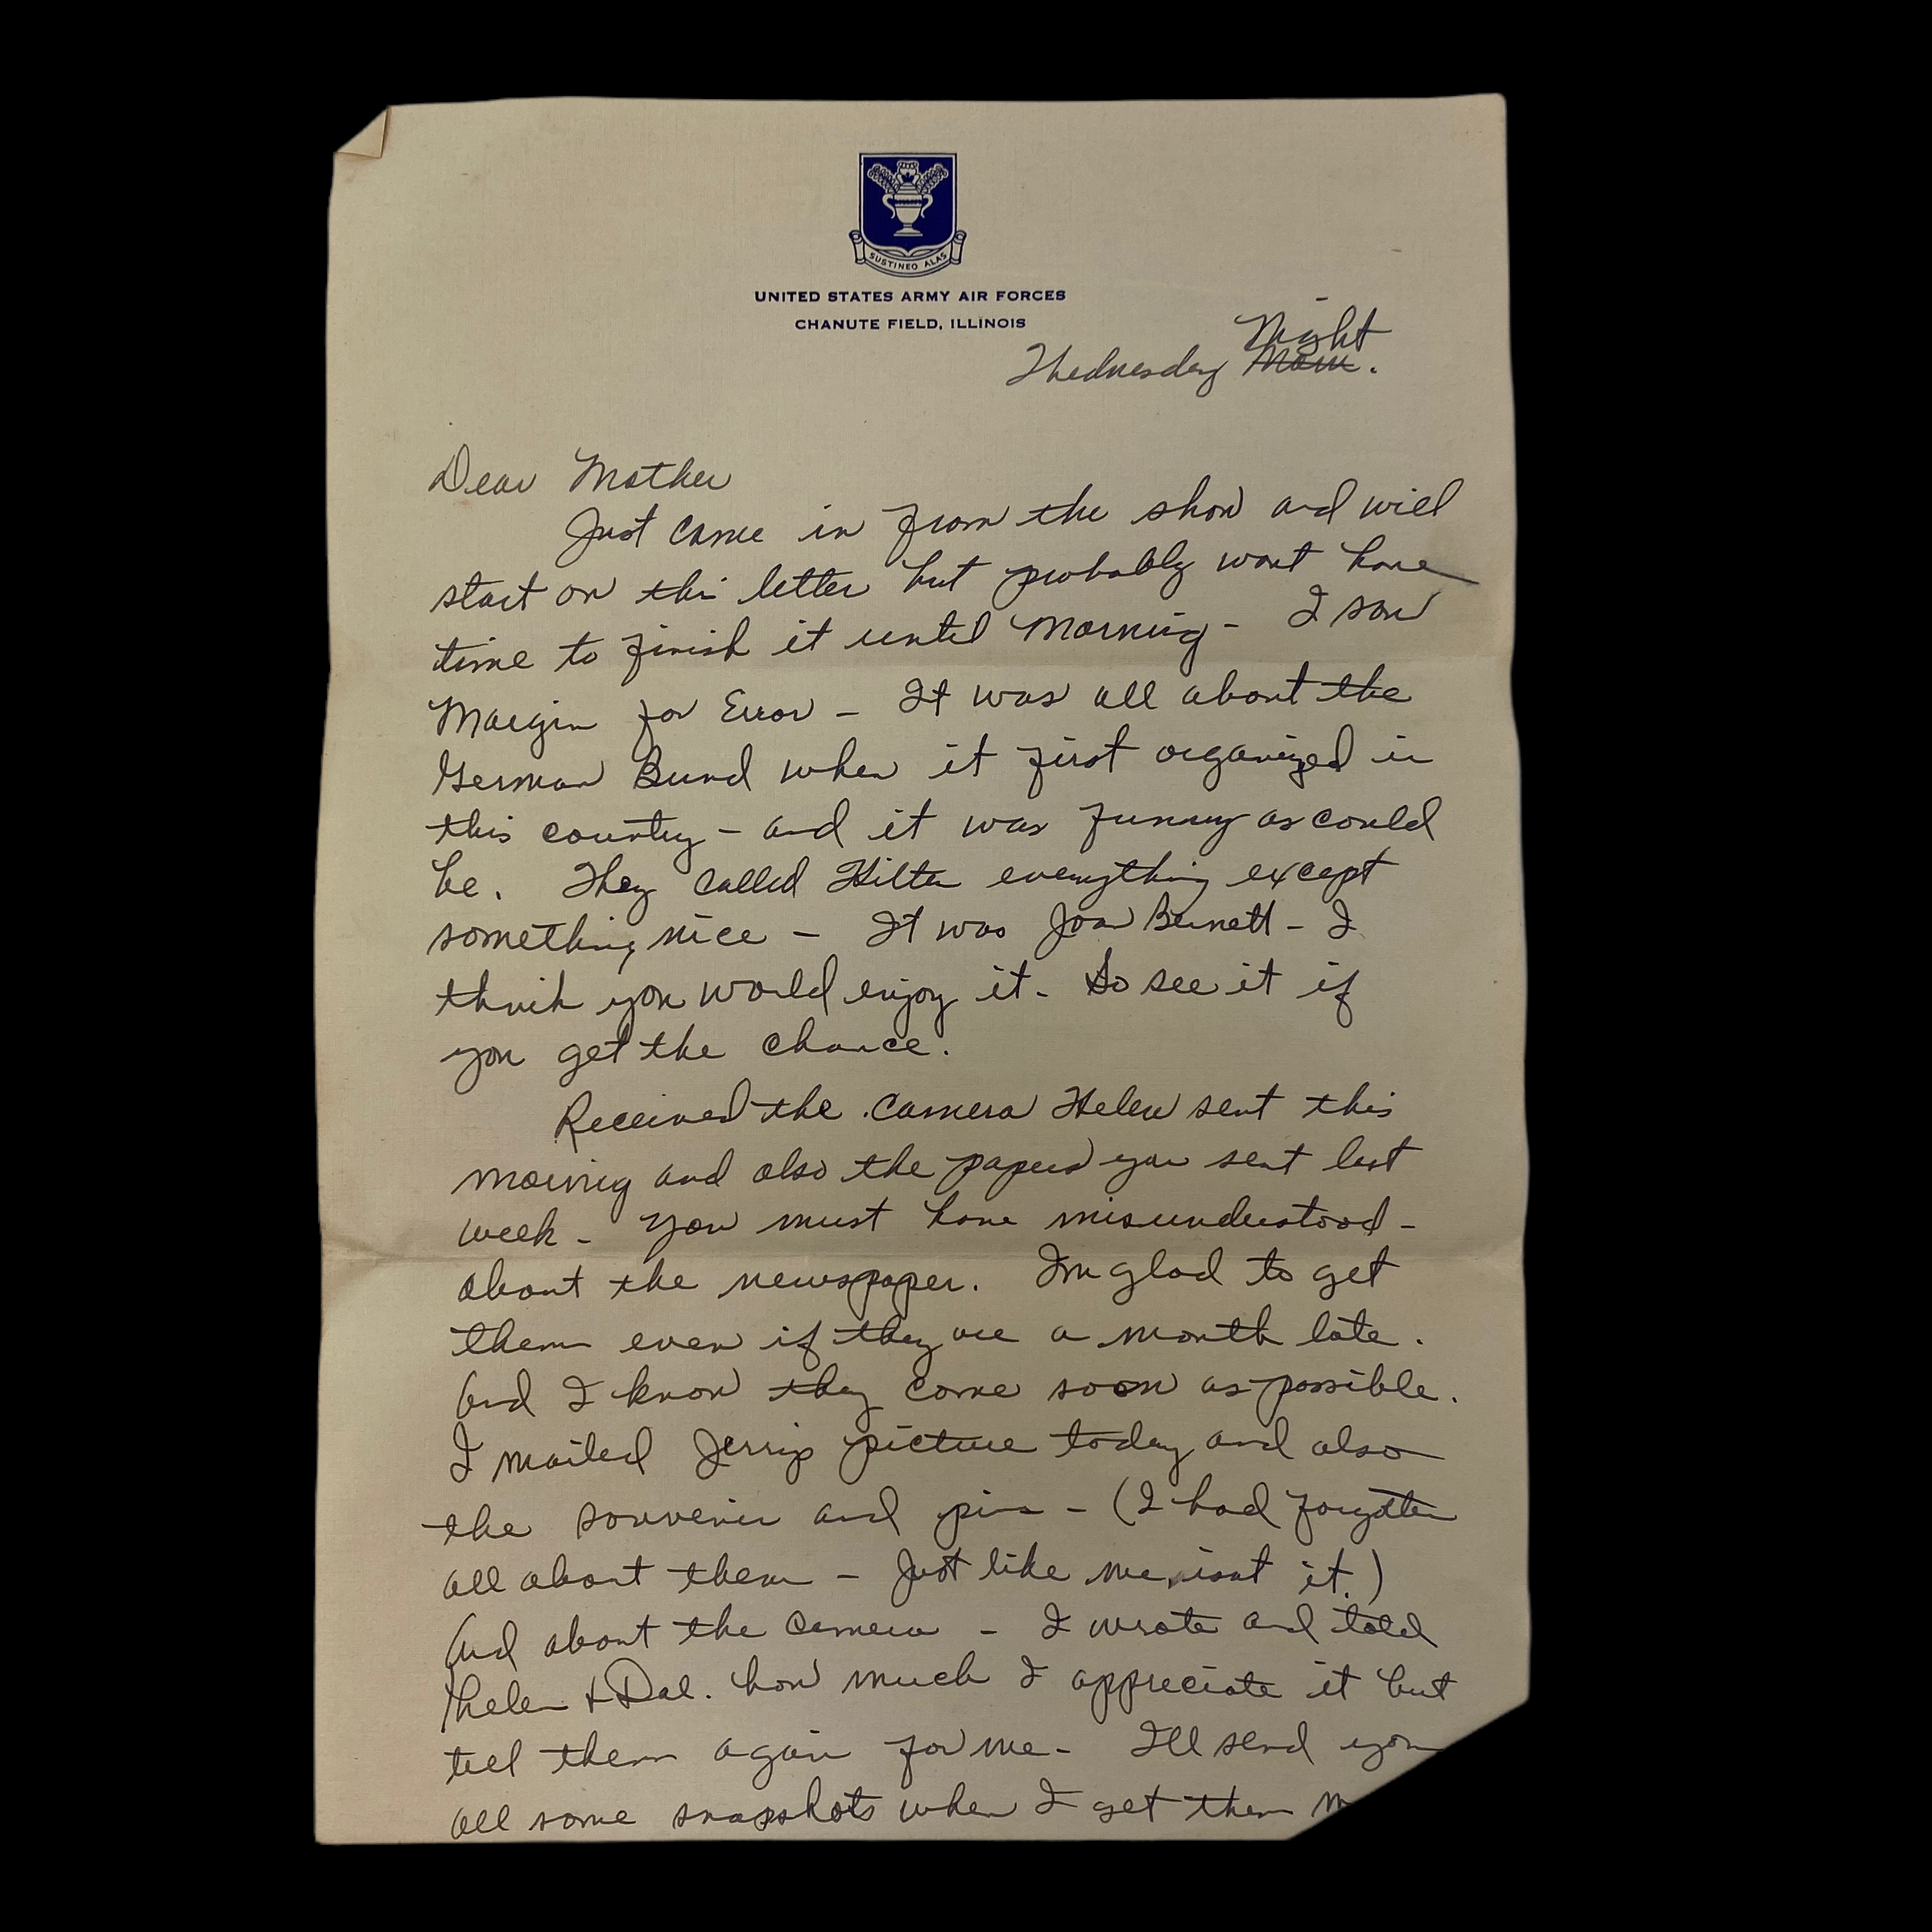 SUSTINEO ALAS
UNITED STATES ARMY AIR FORCES
CHANUTE FIELD, ILLINOIS
Night
Wednesday Morn.
Dear Mother
Just came in from the show and will
start on this letter but probably wont have
time to finish it until morning - I saw
Margin for Error - It was all about the
German Bund when it first organized in
this country - and it was funny as could
be. They called Hilter everything except
something nice - It was Joan Bennett - I
think you would enjoy it. So see it if
you get the chance.
Received the camera Helen sent this
morning and also the papers you sent last
week - You must have misunderstood -
about the newspaper. Im glad to get
them even if they are a month late.
And I know they come soon as possible.
I mailed Jerrys picture today and also
the souvenir and pins - (I had forgotten
all about them - Just like me, isnt it.)
And about the camera - I wrote and told
Helen + Dal. how much I appreciate it but
tell them again for me - I'll send you
all some snapshots when I get them